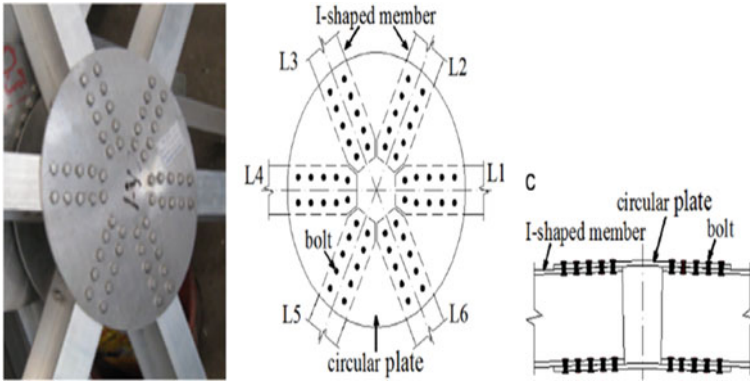 I-shaped member
L3
L2
L4
L1
bolt
L5
L6
circular plate
C
circular plate
I-shaped member
bolt